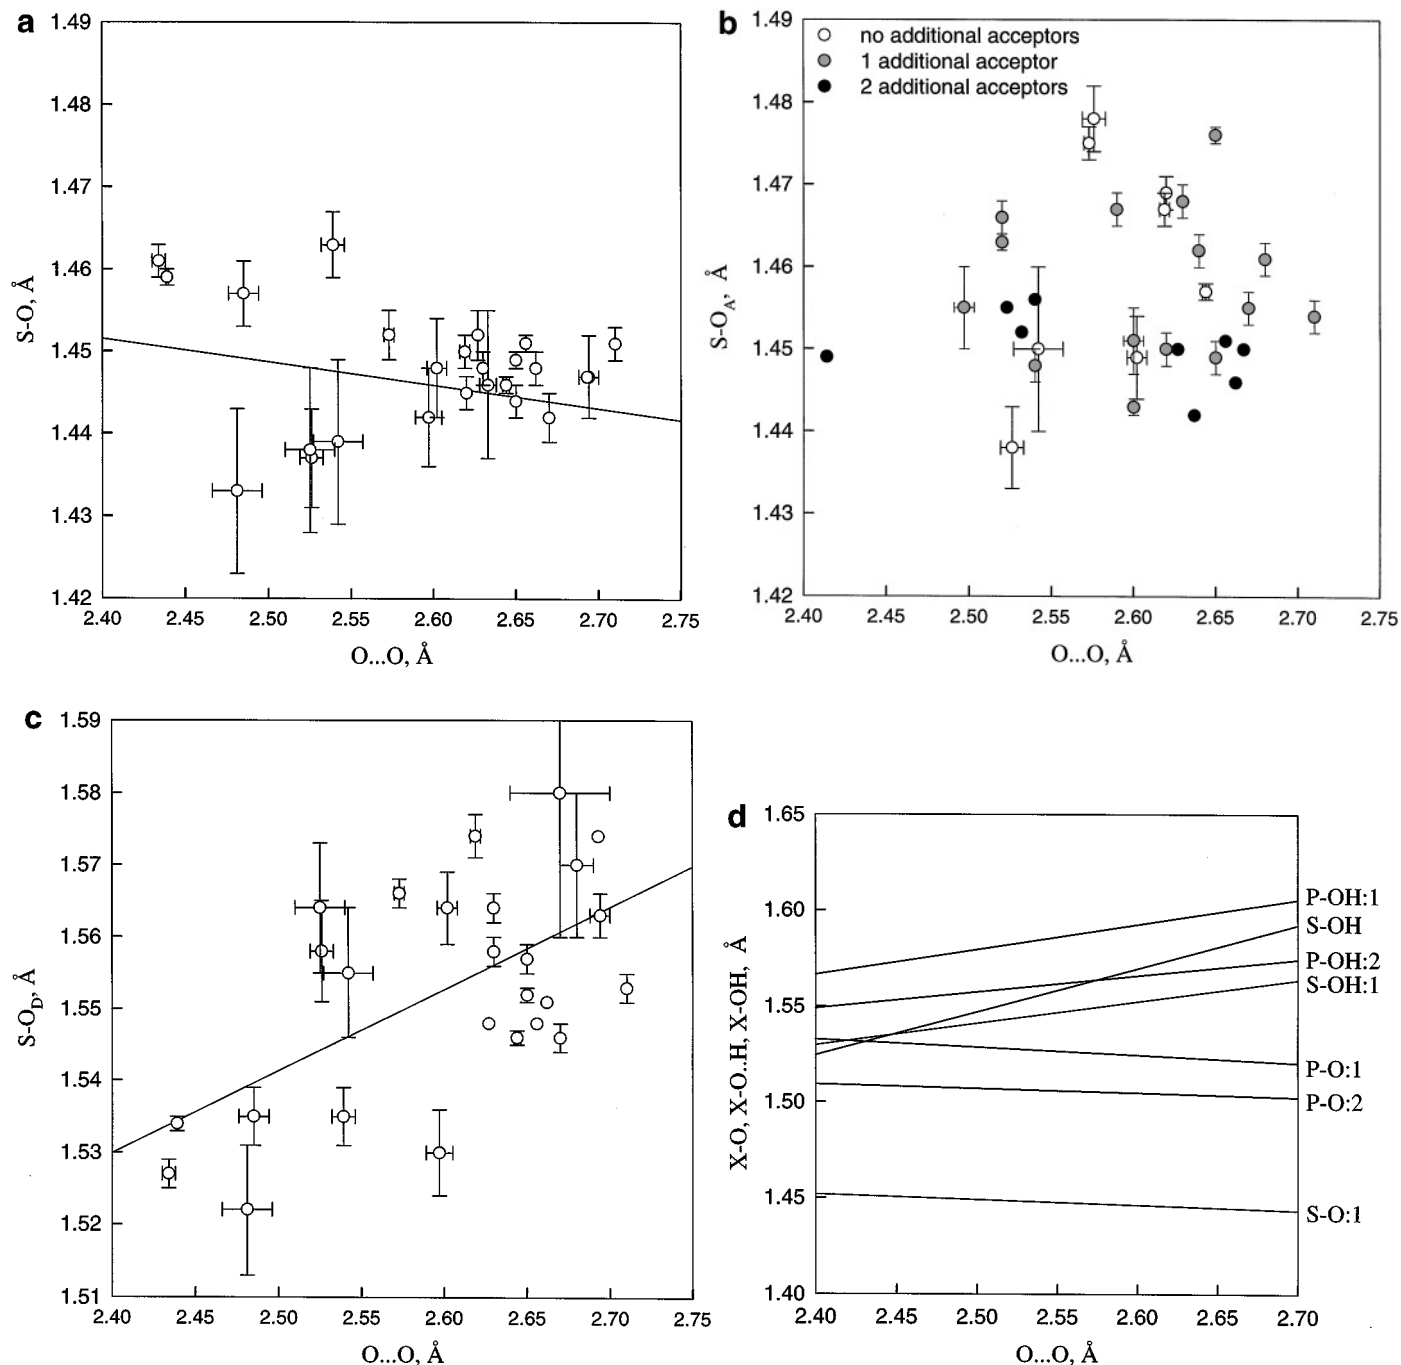 a
1.49
1.48
1.47
1.46
1.45
1.44
1.43
1.42
S-O, Å
2.40 2.45 2.50 2.55 2.60 2.65 2.70 2.75
O...O, Å
b
no additional acceptors
1 additional acceptor
2 additional acceptors
1.49
1.48
1.47
1.46
1.45
1.44
1.43
1.42
S-OA, Å
2.40 2.45 2.50 2.55 2.60 2.65 2.70 2.75
O...O, Å
c
1.59
1.58
1.57
1.56
1.55
1.54
1.53
1.52
1.51
S-OD, Å
2.40 2.45 2.50 2.55 2.60 2.65 2.70 2.75
O...O, Å
d
1.65
1.60
1.55
1.50
1.45
1.40
X-O, X-O..H, X-OH, Å
P-OH:1
S-OH
P-OH:2
S-OH:1
P-O:1
P-O:2
S-O:1
2.40 2.45 2.50 2.55 2.60 2.65 2.70
O...O, Å